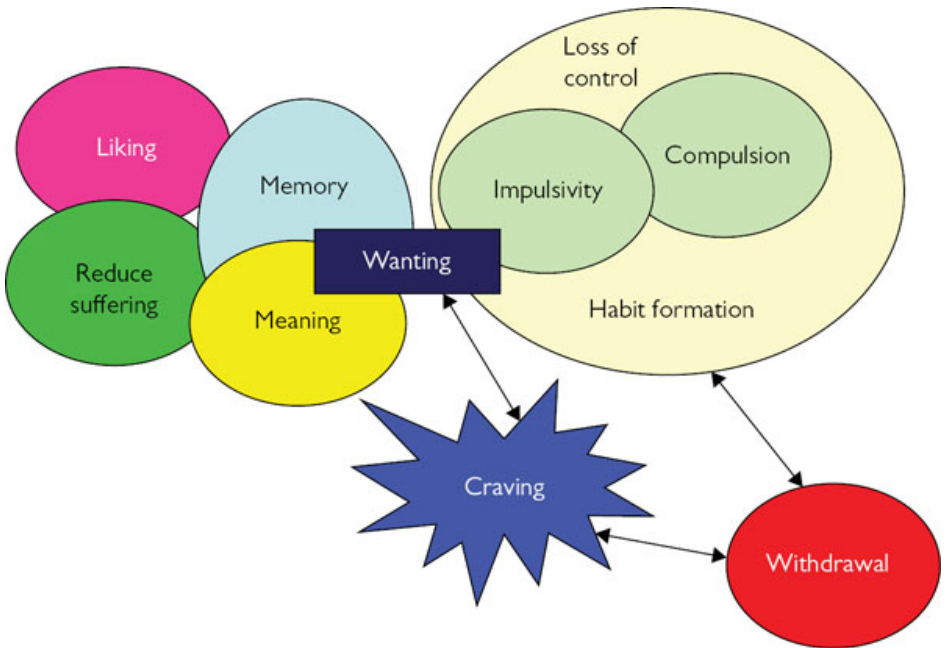 Loss of
control
Liking
Memory
Impulsivity
Compulsion
Wanting
Reduce
suffering
Meaning
Habit formation
Craving
Withdrawal